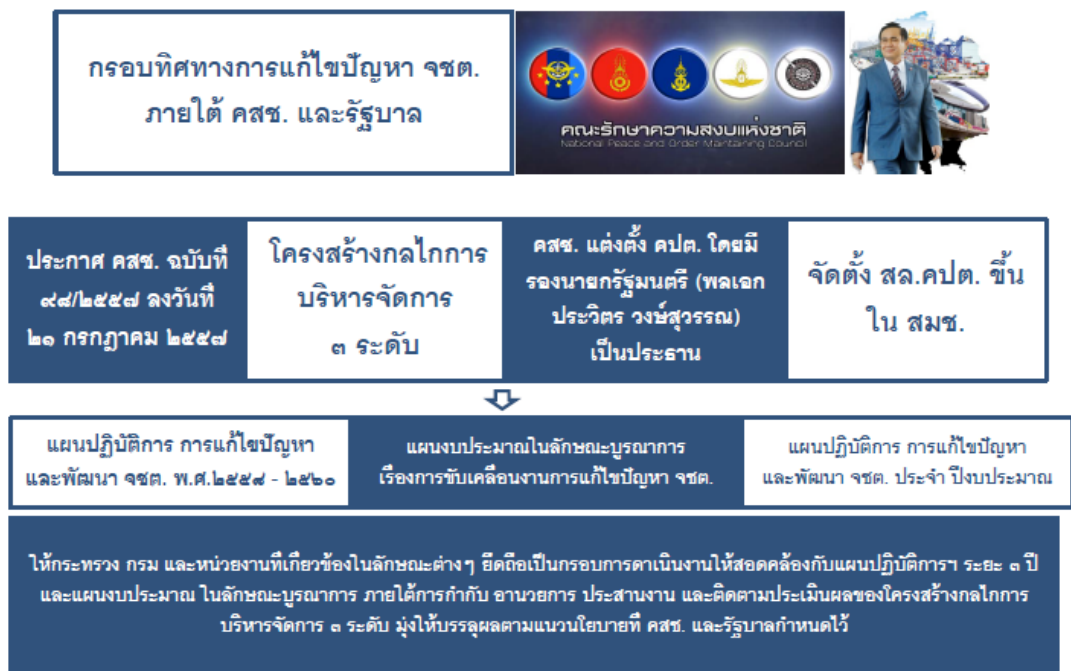 กรอบทิศทางการแก้ไขปัญหา จชต.
ภายใต้ คสช. และรัฐบาล
คณะรักษาความสงบแห่งชาติ
National Peace and Order Maintaining Council
ประกาศ คสช. ฉบับที่
๙๘/๒๕๕๗ ลงวันที่
๒๑ กรกฎาคม ๒๕๕๗
โครงสร้างกลไกการ
บริหารจัดการ
๓ ระดับ
คสช. แต่งตั้ง คปต. โดยมี
รองนายกรัฐมนตรี (พลเอก
ประวิตร วงษ์สุวรรณ)
เป็นประธาน
จัดตั้ง สล.คปต. ขึ้น
ใน สมช.
แผนปฏิบัติการ การแก้ไขปัญหา
และพัฒนา จชต. พ.ศ.๒๕๕๘ - ๒๕๖๐
แผนงบประมาณในลักษณะบูรณาการ
เรื่องการขับเคลื่อนงานการแก้ไขปัญหา จชต.
แผนปฏิบัติการ การแก้ไขปัญหา
และพัฒนา จชต. ประจำ ปีงบประมาณ
ให้กระทรวง กรม และหน่วยงานที่เกี่ยวข้องในลักษณะต่างๆ ยึดถือเป็นกรอบการดาเนินงานให้สอดคล้องกับแผนปฏิบัติการฯ ระยะ ๓ ปี
และแผนงบประมาณ ในลักษณะบูรณาการ ภายใต้การกำกับ อานวยการ ประสานงาน และติดตามประเมินผลของโครงสร้างกลไกการ
บริหารจัดการ ๓ ระดับ มุ่งให้บรรลุผลตามแนวนโยบายที่ คสช. และรัฐบาลกำหนดไว้